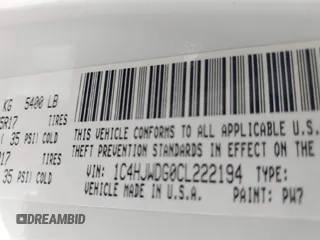 KG 5400 LB
5R17 TIRES
( 35 PSI) COLD
R17 TIRES
35 PSI) COLD
THIS VEHICLE CONFORMS TO ALL APPLICABLE U.S.
THEFT PREVENTION STANDARDS IN EFFECT ON THE
VIN: 1C4HJWDG0CL222194 TYPE:
VEHICLE MADE IN U.S.A. PAINT: PW7
DREAMBID